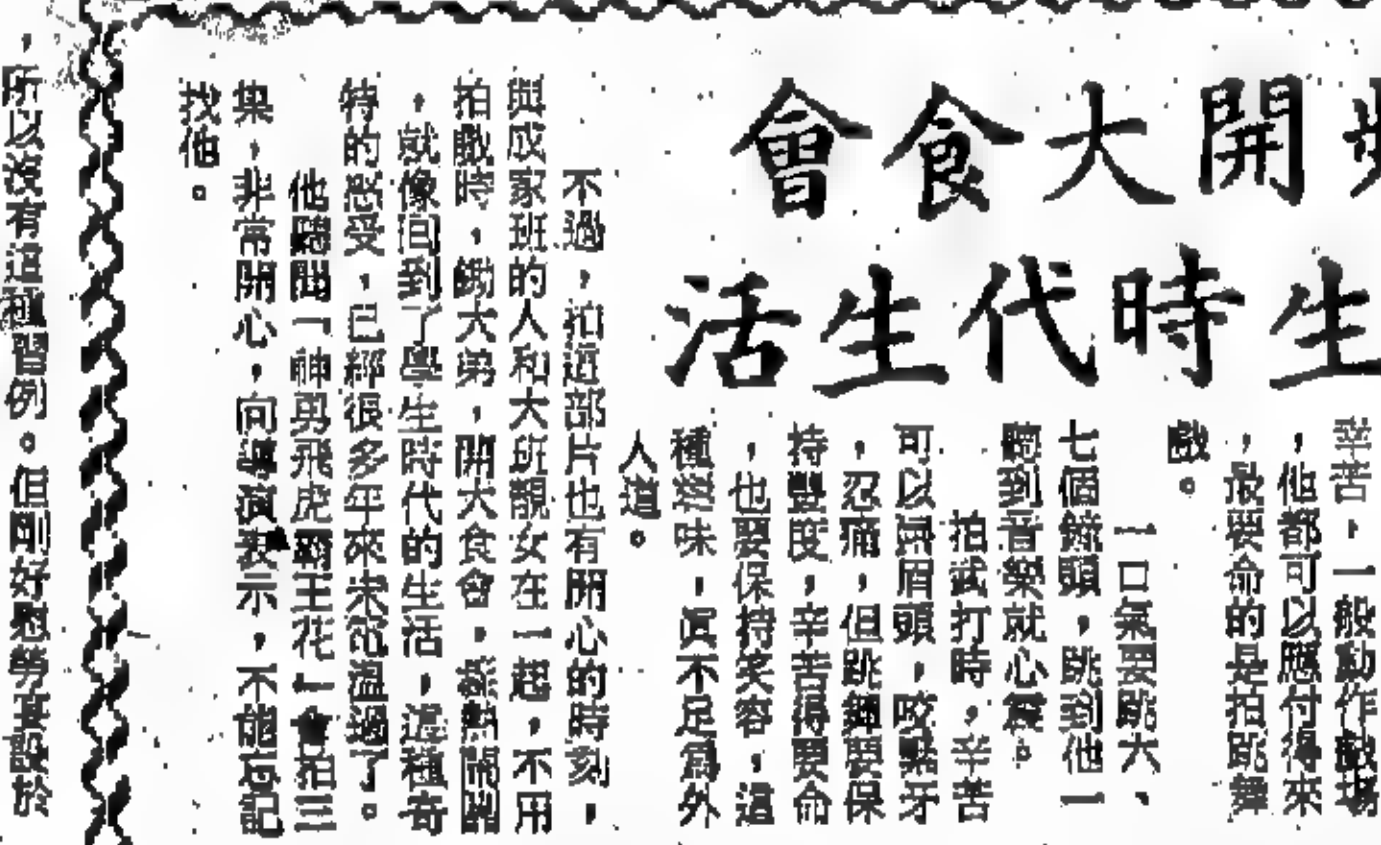 開大食會
生時代生活
辛苦，一般動作戲場
，他都可以應付得來
，最要命的是拍跳舞
戲。
一口氣要跳六、
七個鏡頭，跳到他一
聽到音樂就心震。
拍武打時，辛苦
可以眉頭，咬緊牙
，忍痛，但跳舞要保
持豐度，辛苦得要命
，也要保持笑容，這
種滋味，真不足為外
人道。
不過，拍這部片也有開心的時刻，
與成家班的人和大班靚女在一起，不用
拍戲時，鋤大弟，開大食會，熱鬧
，就像回到了學生時代的生活，這種奇
特的感受，已經很多年來未溫過了。
他聽聞「神勇飛虎霸王花」會拍三
集，非常開心，向導演表示，不能忘記
找他。
，所以沒有這種習例。但剛好慰勞宴設於